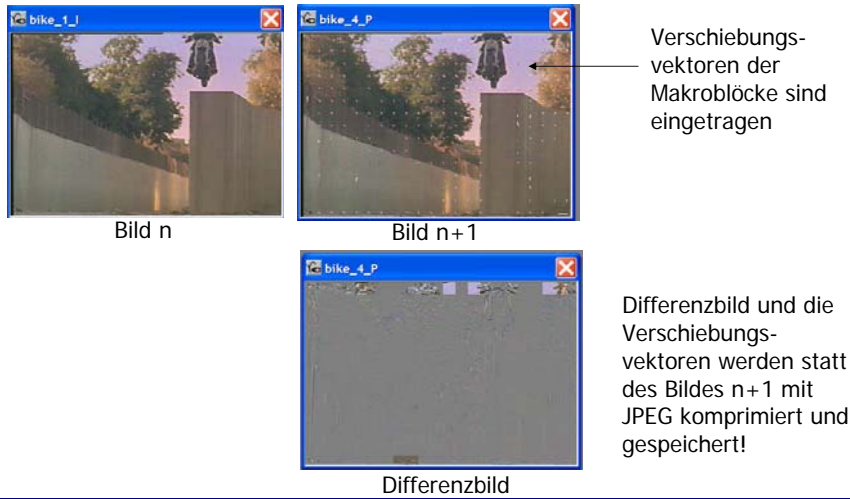 bike_1_I
bike_4_P
Verschiebungs-
vektoren der
Makroblöcke sind
eingetragen
Bild n
Bild n+1
bike_4_P
Differenzbild und die
Verschiebungs-
vektoren werden statt
des Bildes n+1 mit
JPEG komprimiert und
gespeichert!
Differenzbild